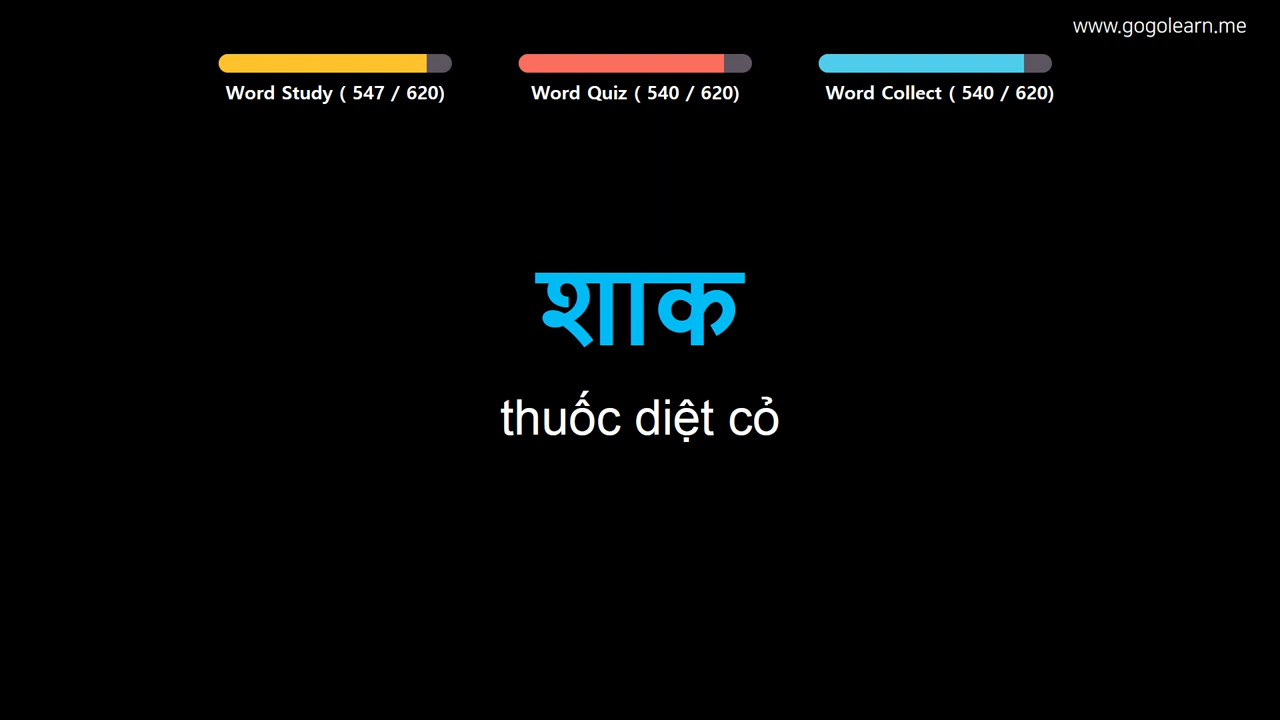 www.gogolearn.me
Word Study ( 547 / 620)
Word Quiz ( 540 / 620)
Word Collect ( 540 / 620)
शाक
thuốc diệt cỏ